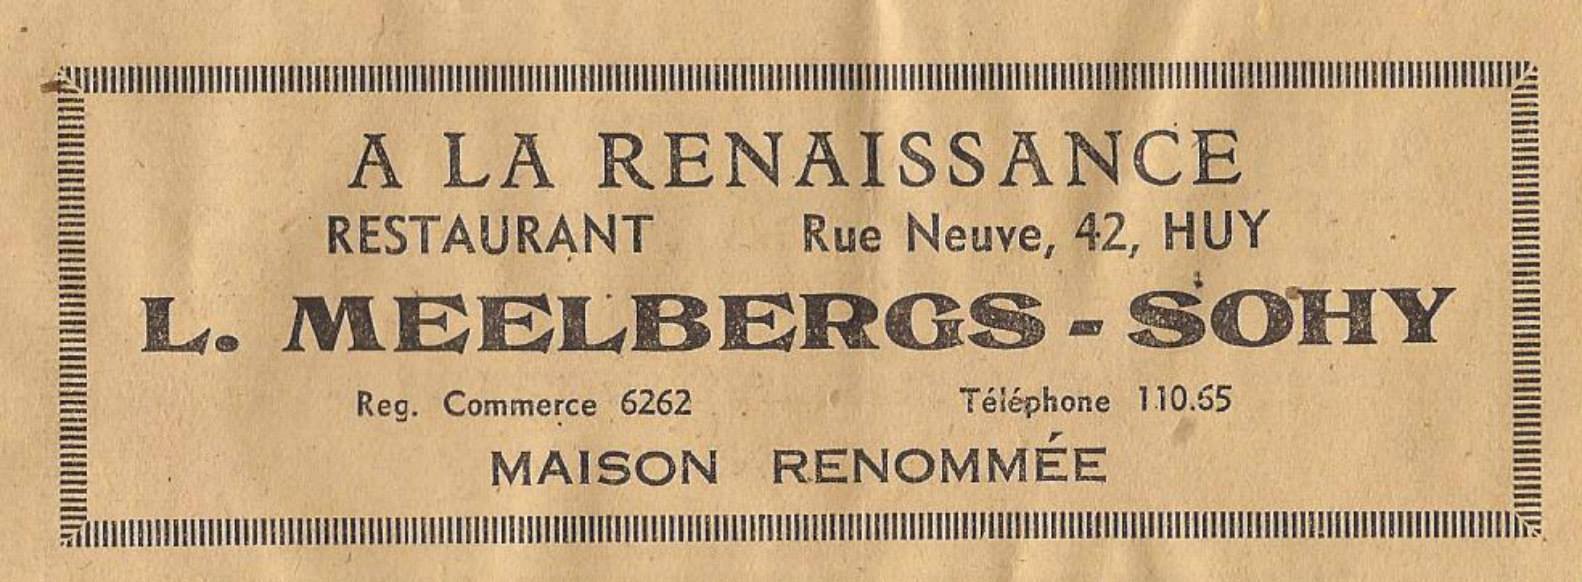 A LA RENAISSANCE
RESTAURANT Rue Neuve, 42, HUY
L. MEELBERGS - SOHY
Reg. Commerce 6262 Téléphone 110.65
MAISON RENOMMÉE